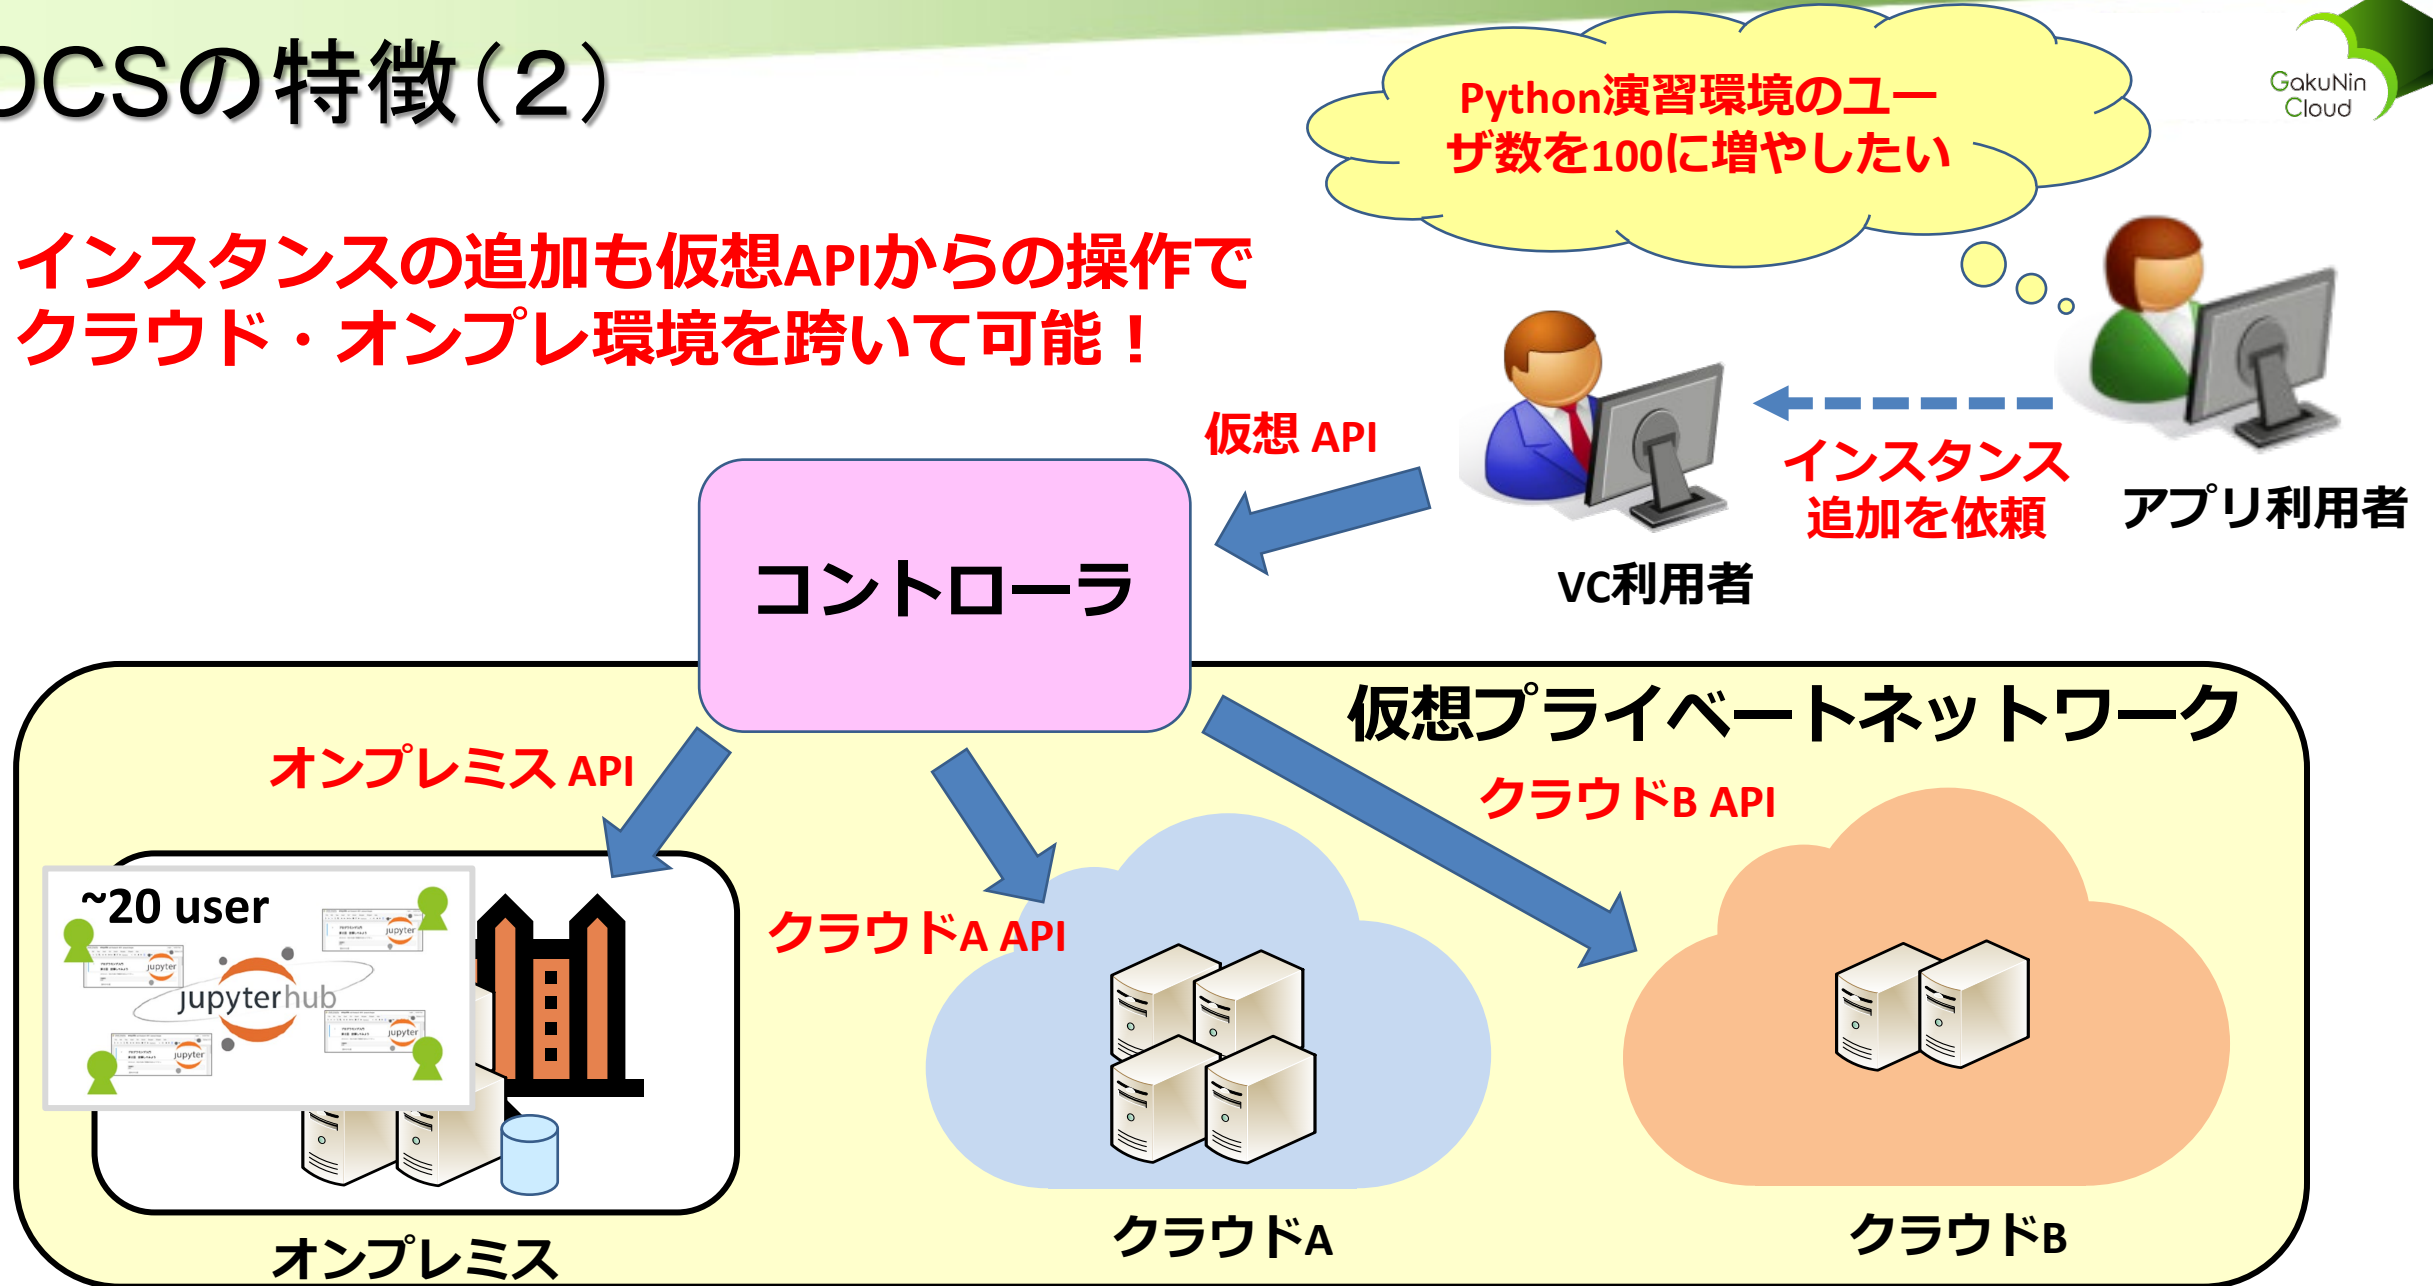 OCSの特徴(2)
GakuNin
Cloud
Python演習環境のユー
ザ数を100に増やしたい
インスタンスの追加も仮想APIからの操作で
クラウド・オンプレ環境を跨いて可能！
仮想 API
インスタンス
追加を依頼
アプリ利用者
VC利用者
コントローラ
仮想プライベートネットワーク
オンプレミス API
クラウドB API
クラウドA API
~20 user
jupyter
jupyter
jupyterhub
jupyter
jupyter
オンプレミス
クラウドA
クラウドB